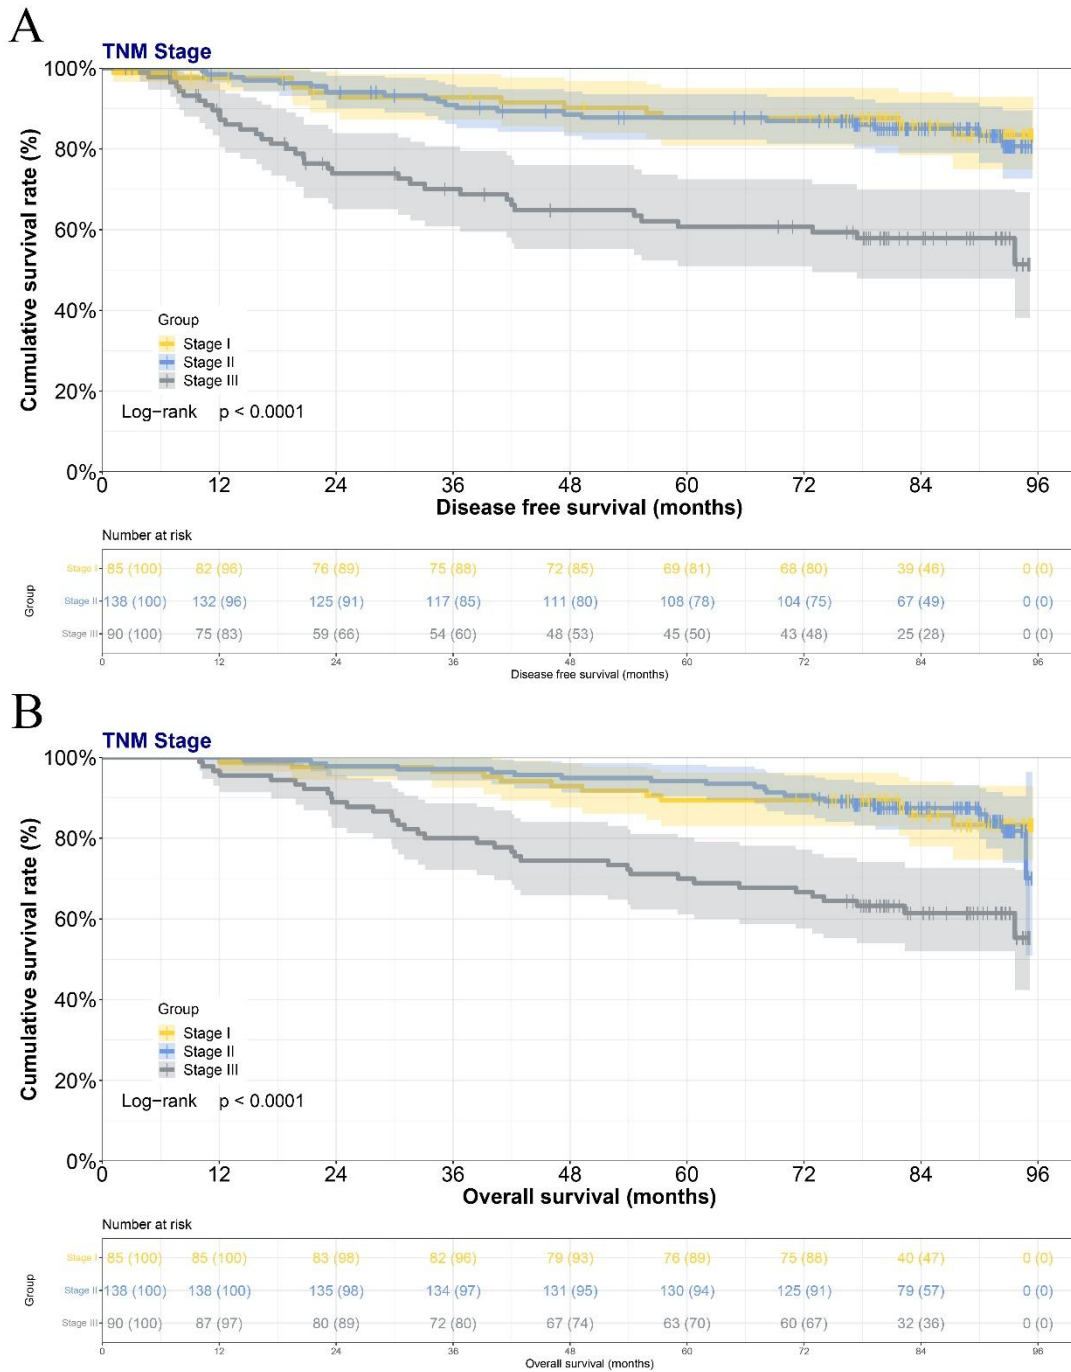 A
TNM Stage
100%
80%
60%
40%
20%
0%
Cumulative survival rate (%)
Group
Stage I
Stage II
Stage III
Log-rank p < 0.0001
0 12 24 36 48 60 72 84 96
Disease free survival (months)
Number at risk
Group
Stage I 85 (100) 82 (96) 76 (89) 75 (88) 72 (85) 69 (81) 68 (80) 39 (46) 0 (0)
Stage II 138 (100) 132 (96) 125 (91) 117 (85) 111 (80) 108 (78) 104 (75) 67 (49) 0 (0)
Stage III 90 (100) 75 (83) 59 (66) 54 (60) 48 (53) 45 (50) 43 (48) 25 (28) 0 (0)
0 12 24 36 48 60 72 84 96
Disease free survival (months)
B
TNM Stage
100%
80%
60%
40%
20%
0%
Cumulative survival rate (%)
Group
Stage I
Stage II
Stage III
Log-rank p < 0.0001
0 12 24 36 48 60 72 84 96
Overall survival (months)
Number at risk
Group
Stage I 85 (100) 85 (100) 83 (98) 82 (96) 79 (93) 76 (89) 75 (88) 40 (47) 0 (0)
Stage II 138 (100) 138 (100) 135 (98) 134 (97) 131 (95) 130 (94) 125 (91) 79 (57) 0 (0)
Stage III 90 (100) 87 (97) 80 (89) 72 (80) 67 (74) 63 (70) 60 (67) 32 (36) 0 (0)
0 12 24 36 48 60 72 84 96
Overall survival (months)